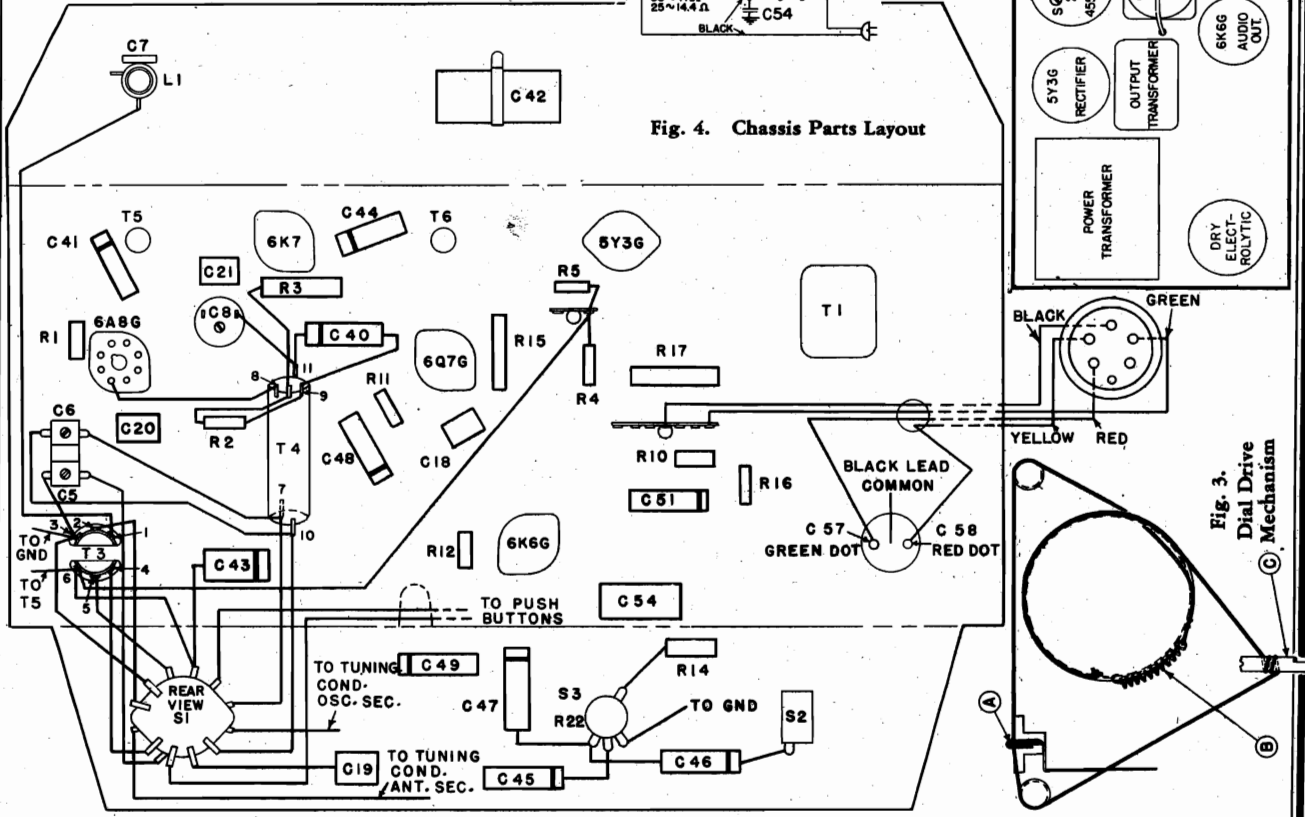 25~14.4Ω
C54
BLACK
C7
L1
C42
Fig. 4. Chassis Parts Layout
455
6K6G
AUDIO
OUT.
5Y3G
RECTIFIER
OUTPUT
TRANSFORMER
POWER
TRANSFORMER
DRY
ELECT-
ROLYTIC
T5
C44
T6
C41
6K7
5Y3G
C21
R3
R5
T1
BLACK
GREEN
R1
6A8G
C8
C40
6Q7G
R15
R17
11
8
9
R11
R4
C6
C20
R2
T4
C48
C18
YELLOW
RED
R10
BLACK LEAD
COMMON
C51
R16
C5
7
10
C57
GREEN DOT
C58
RED DOT
Fig. 3.
Dial Drive
Mechanism
3
2
1
TO
GND
T3
R12
6K6G
C43
6
4
TO
T5
5
C54
TO PUSH
BUTTONS
C
C49
R14
REAR
VIEW
S1
TO TUNING
COND.
OSC. SEC.
C47
S3
R22
TO GND
S2
A
B
C19
TO TUNING
COND.
ANT. SEC.
C45
C46